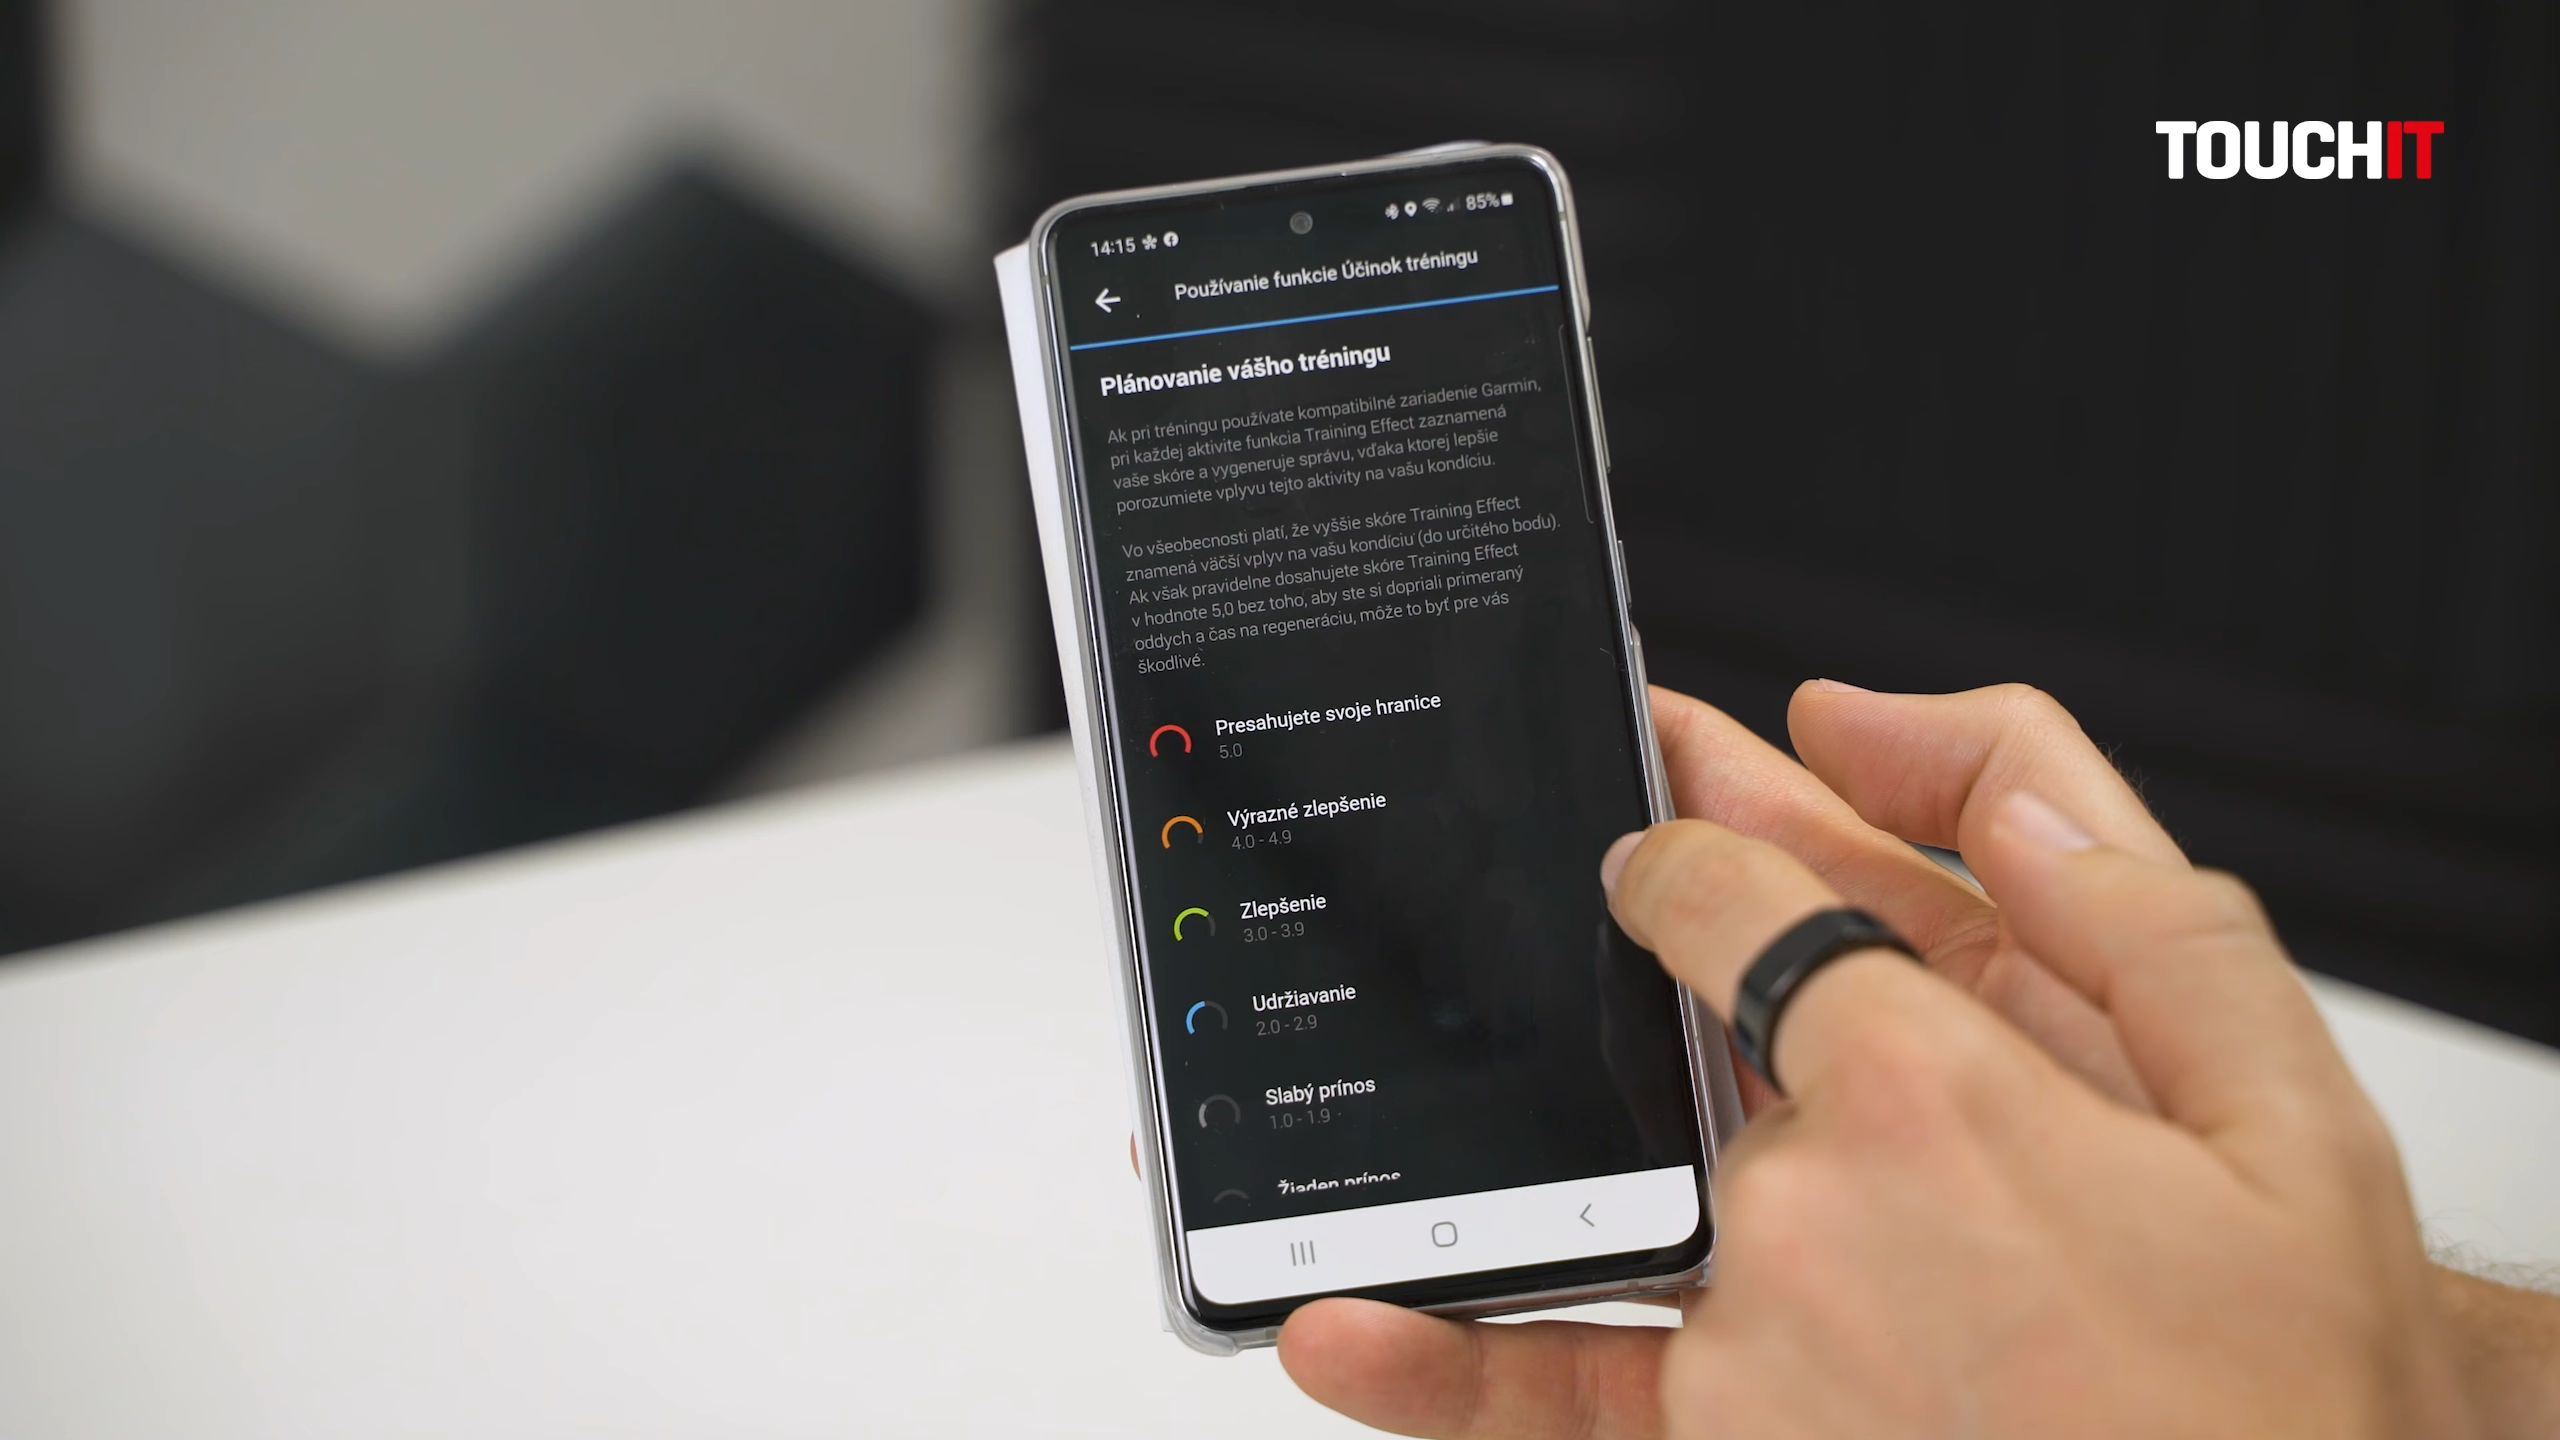 TOUCHIT
14:15
85%
Používanie funkcie Účinok tréningu
Plánovanie vášho tréningu
Ak pri tréningu používate kompatibilné zariadenie Garmin,
pri každej aktivite funkcia Training Effect zaznamená
vaše skóre a vygeneruje správu, vďaka ktorej lepšie
porozumiete vplyvu tejto aktivity na vašu kondíciu.
Vo všeobecnosti platí, že vyššie skóre Training Effect
znamená väčší vplyv na vašu kondíciu (do určitého bodu).
Ak však pravidelne dosahujete skóre Training Effect
v hodnote 5,0 bez toho, aby ste si dopriali primeraný
oddych a čas na regeneráciu, môže to byť pre vás
škodlivé.
Presahujete svoje hranice
5.0
Výrazné zlepšenie
4.0 - 4.9
Zlepšenie
3.0 - 3.9
Udržiavanie
2.0 - 2.9
Slabý prínos
1.0 - 1.9
Žiaden prínos